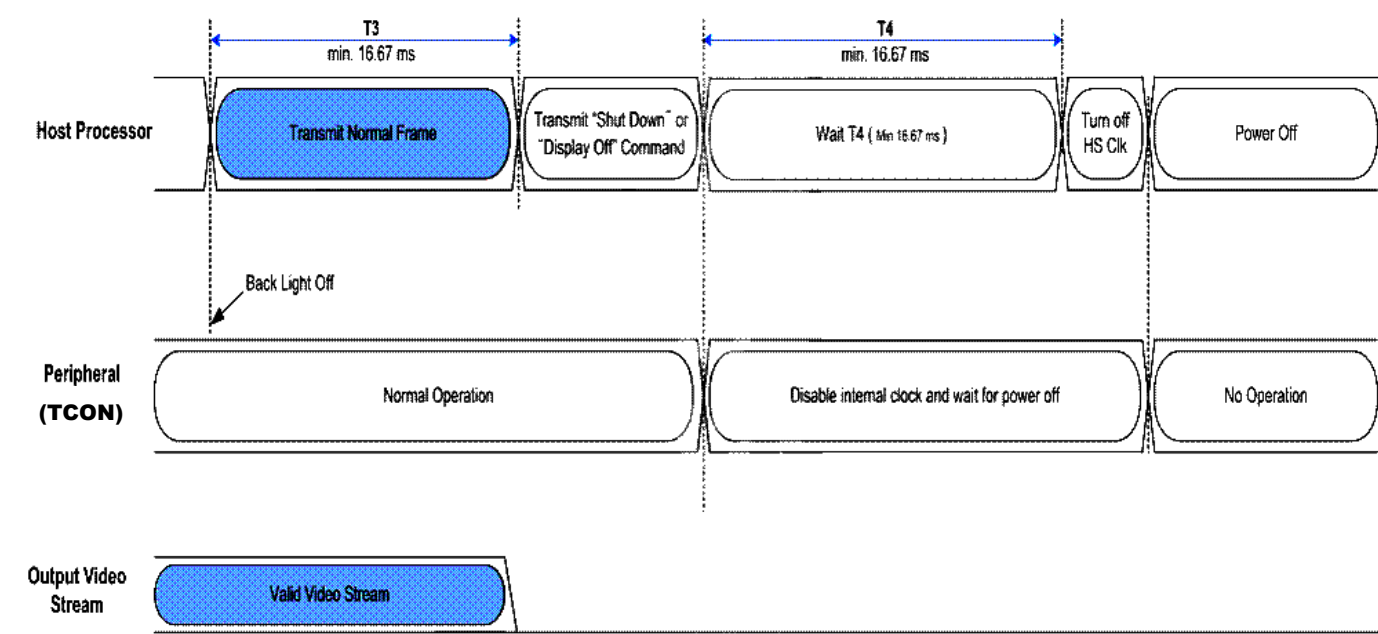 T3
min. 16.67 ms
T4
min. 16.67 ms
Host Processor
Transmit Normal Frame
Transmit "Shut Down" or
"Display Off" Command
Wait T4 ( Min 16.67 ms )
Turn off
HS Clk
Power Off
Back Light Off
Peripheral
(TCON)
Normal Operation
Disable internal clock and wait for power off
No Operation
Output Video
Stream
Valid Video Stream